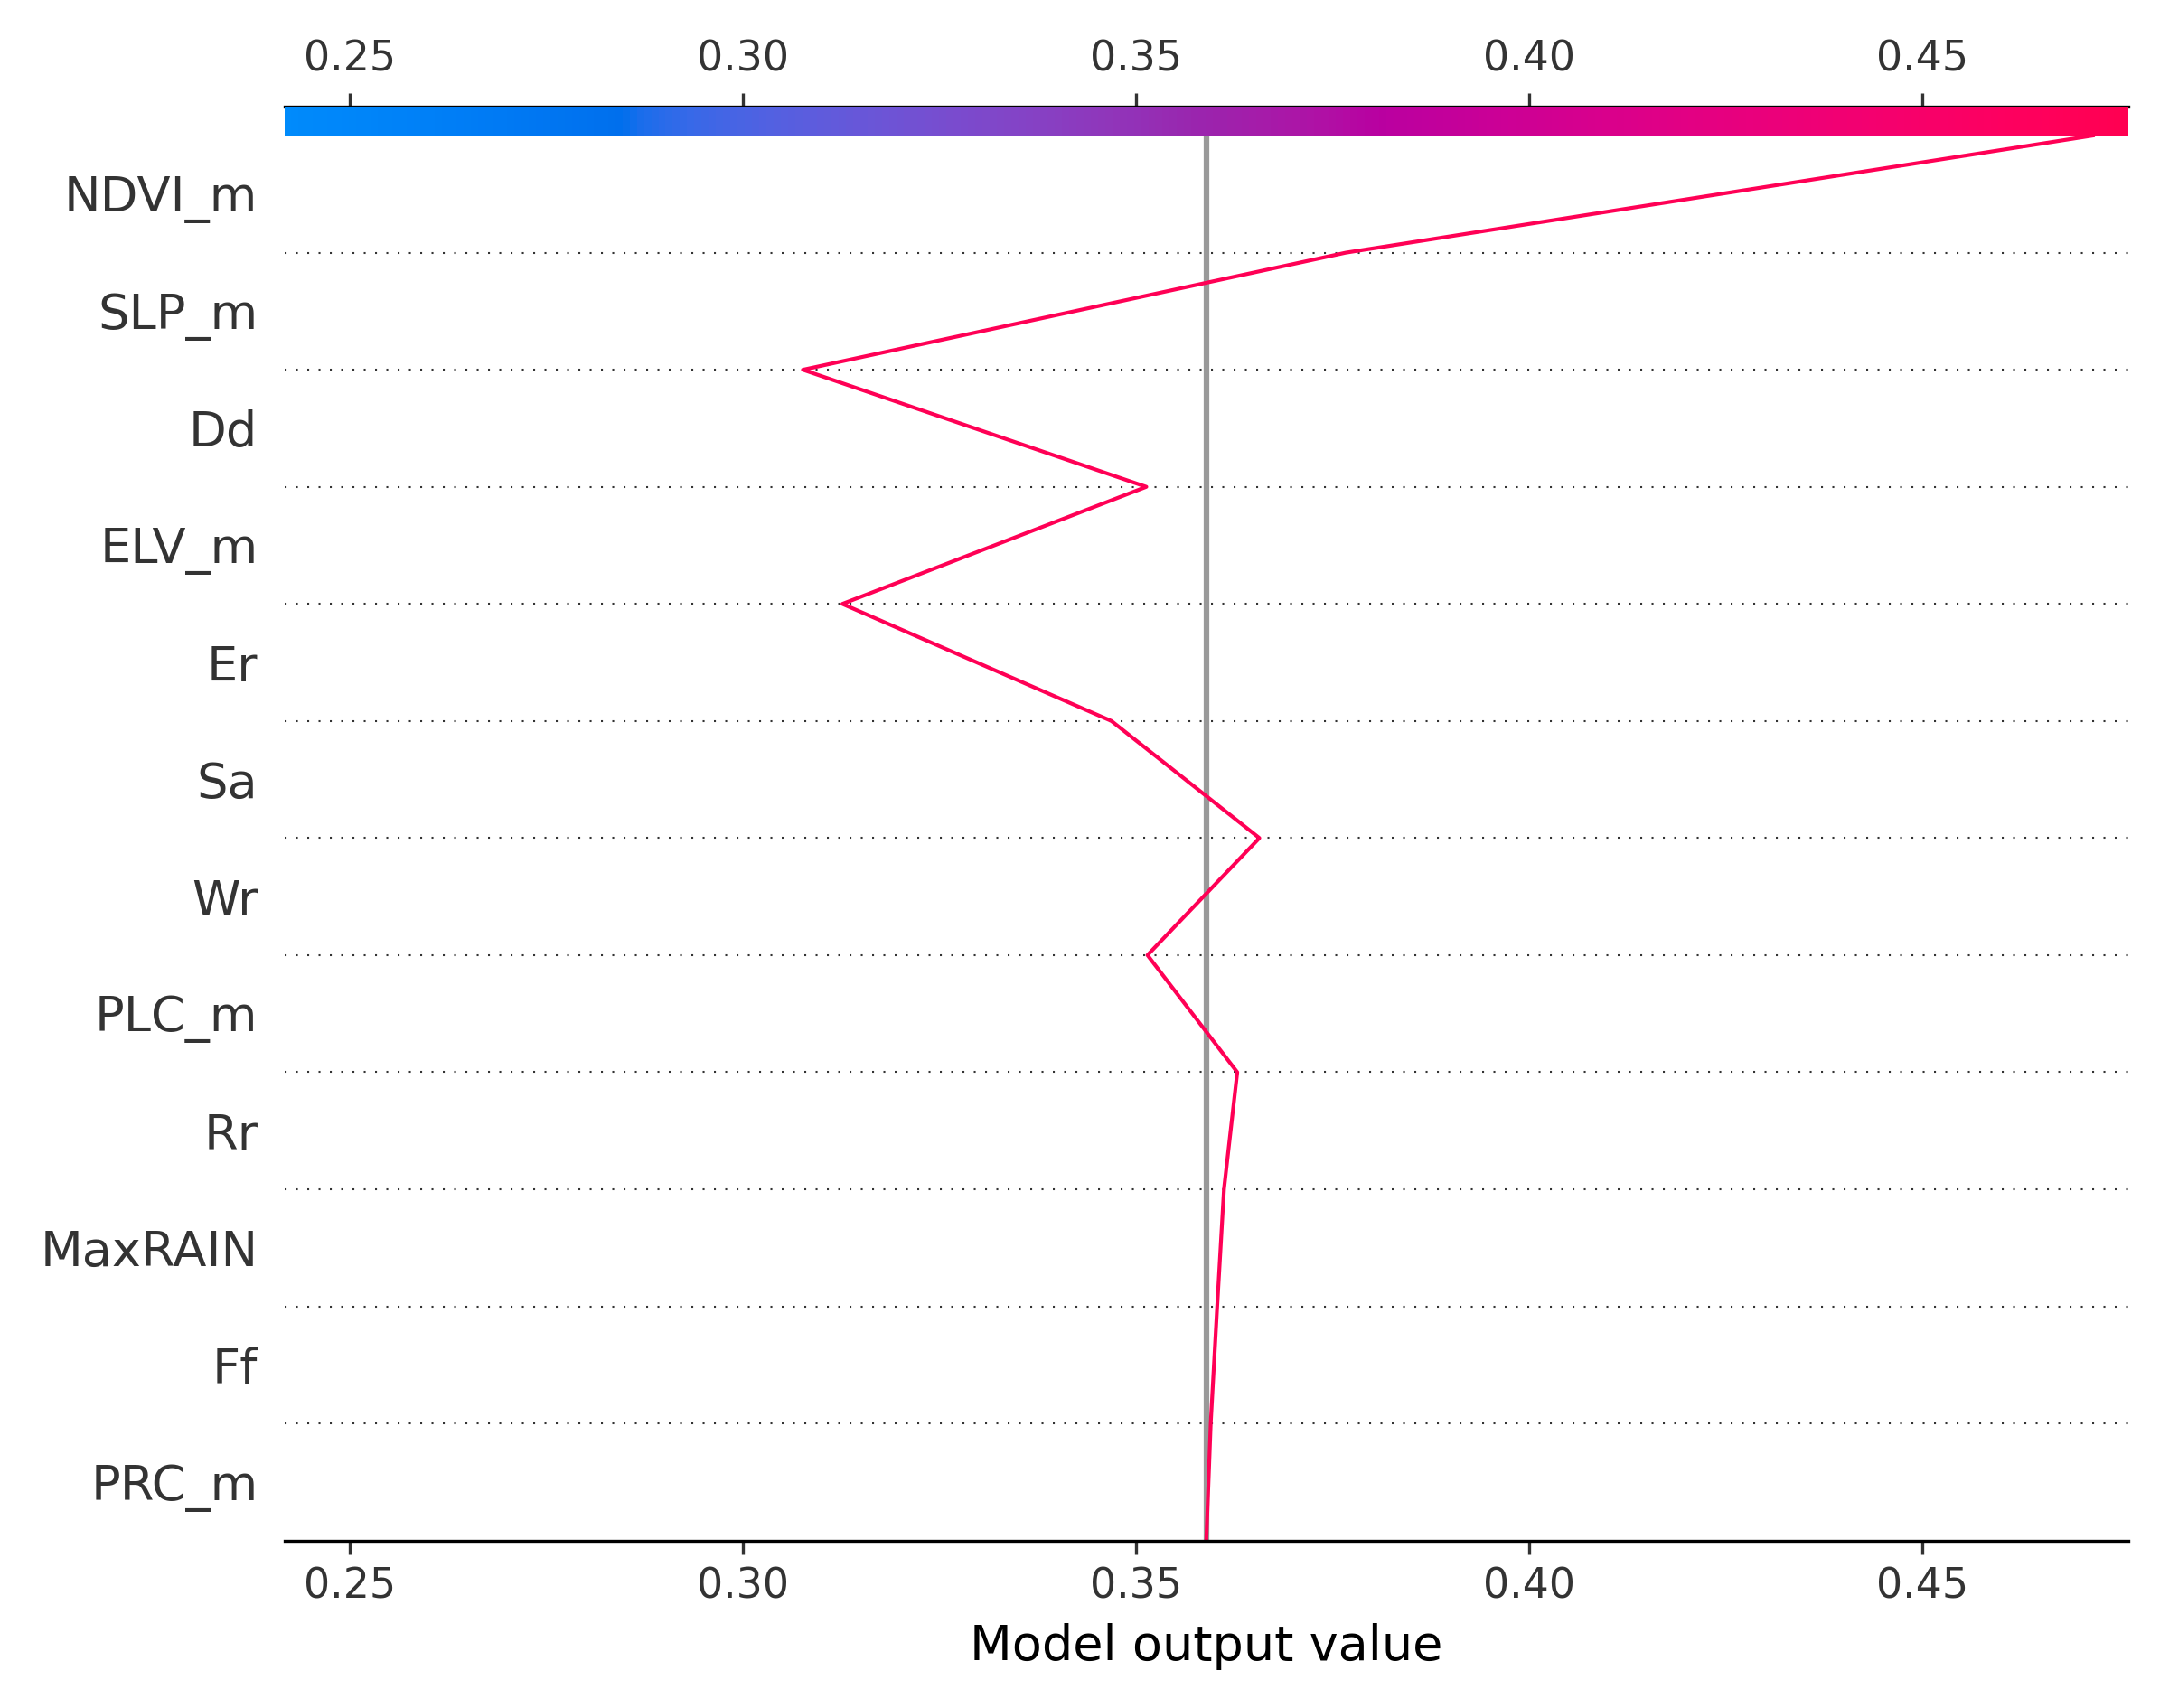 0.25 0.30 0.35 0.40 0.45
NDVI_m
SLP_m
Dd
ELV_m
Er
Sa
Wr
PLC_m
Rr
MaxRAIN
Ff
PRC_m
0.25 0.30 0.35 0.40 0.45
Model output value